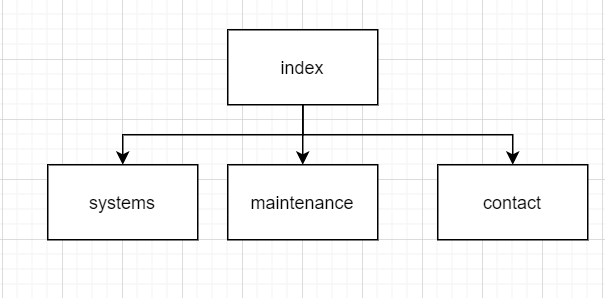 index
systems
maintenance
contact